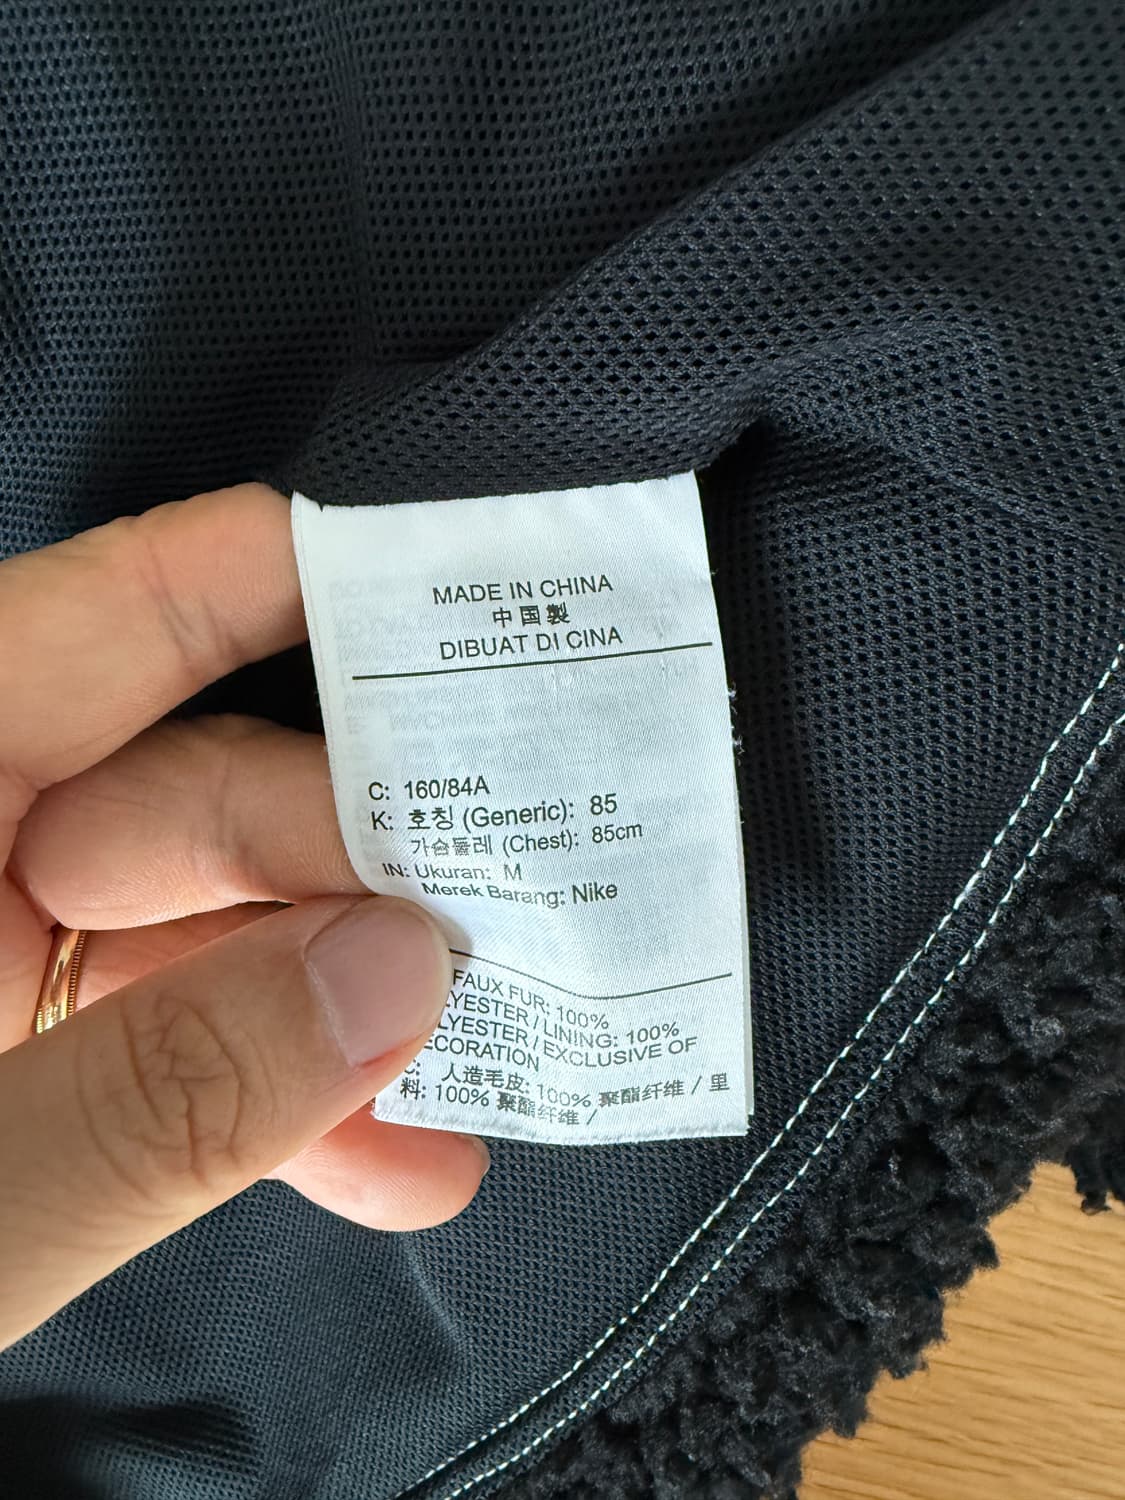 MADE IN CHINA
中国製
DIBUAT DI CINA
C: 160/84A
K: 호칭 (Generic): 85
가슴둘레 (Chest): 85cm
IN: Ukuran: M
Merek Barang: Nike
FAUX FUR: 100%
LYESTER / LINING: 100%
LYESTER / EXCLUSIVE OF
ECORATION
C: 人造毛皮: 100% 聚酯纤维 / 里
料: 100% 聚酯纤维 /